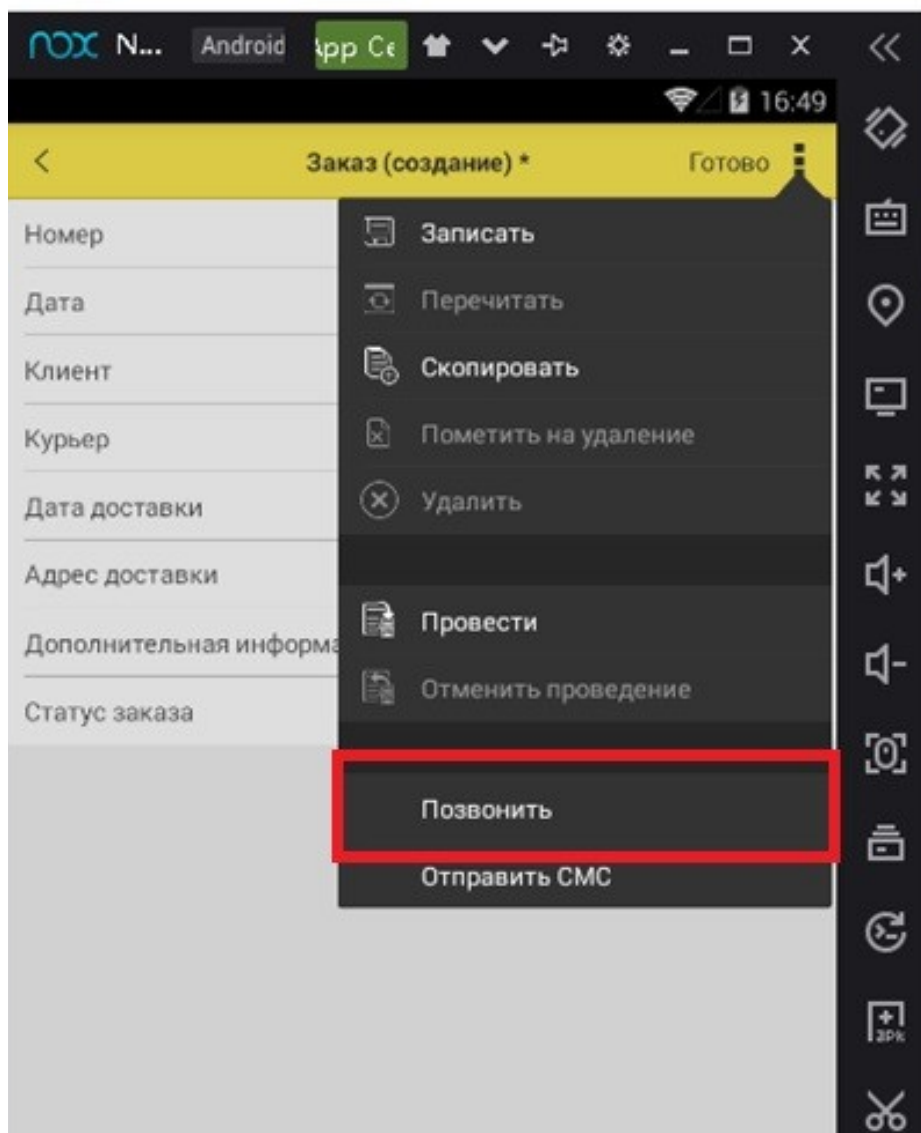 nox N... Android App Ce
16:49
Заказ (создание) * Готово
Номер
Дата
Клиент
Курьер
Дата доставки
Адрес доставки
Дополнительная информа
Статус заказа
Записать
Перечитать
Скопировать
Пометить на удаление
Удалить
Провести
Отменить проведение
Позвонить
Отправить СМС